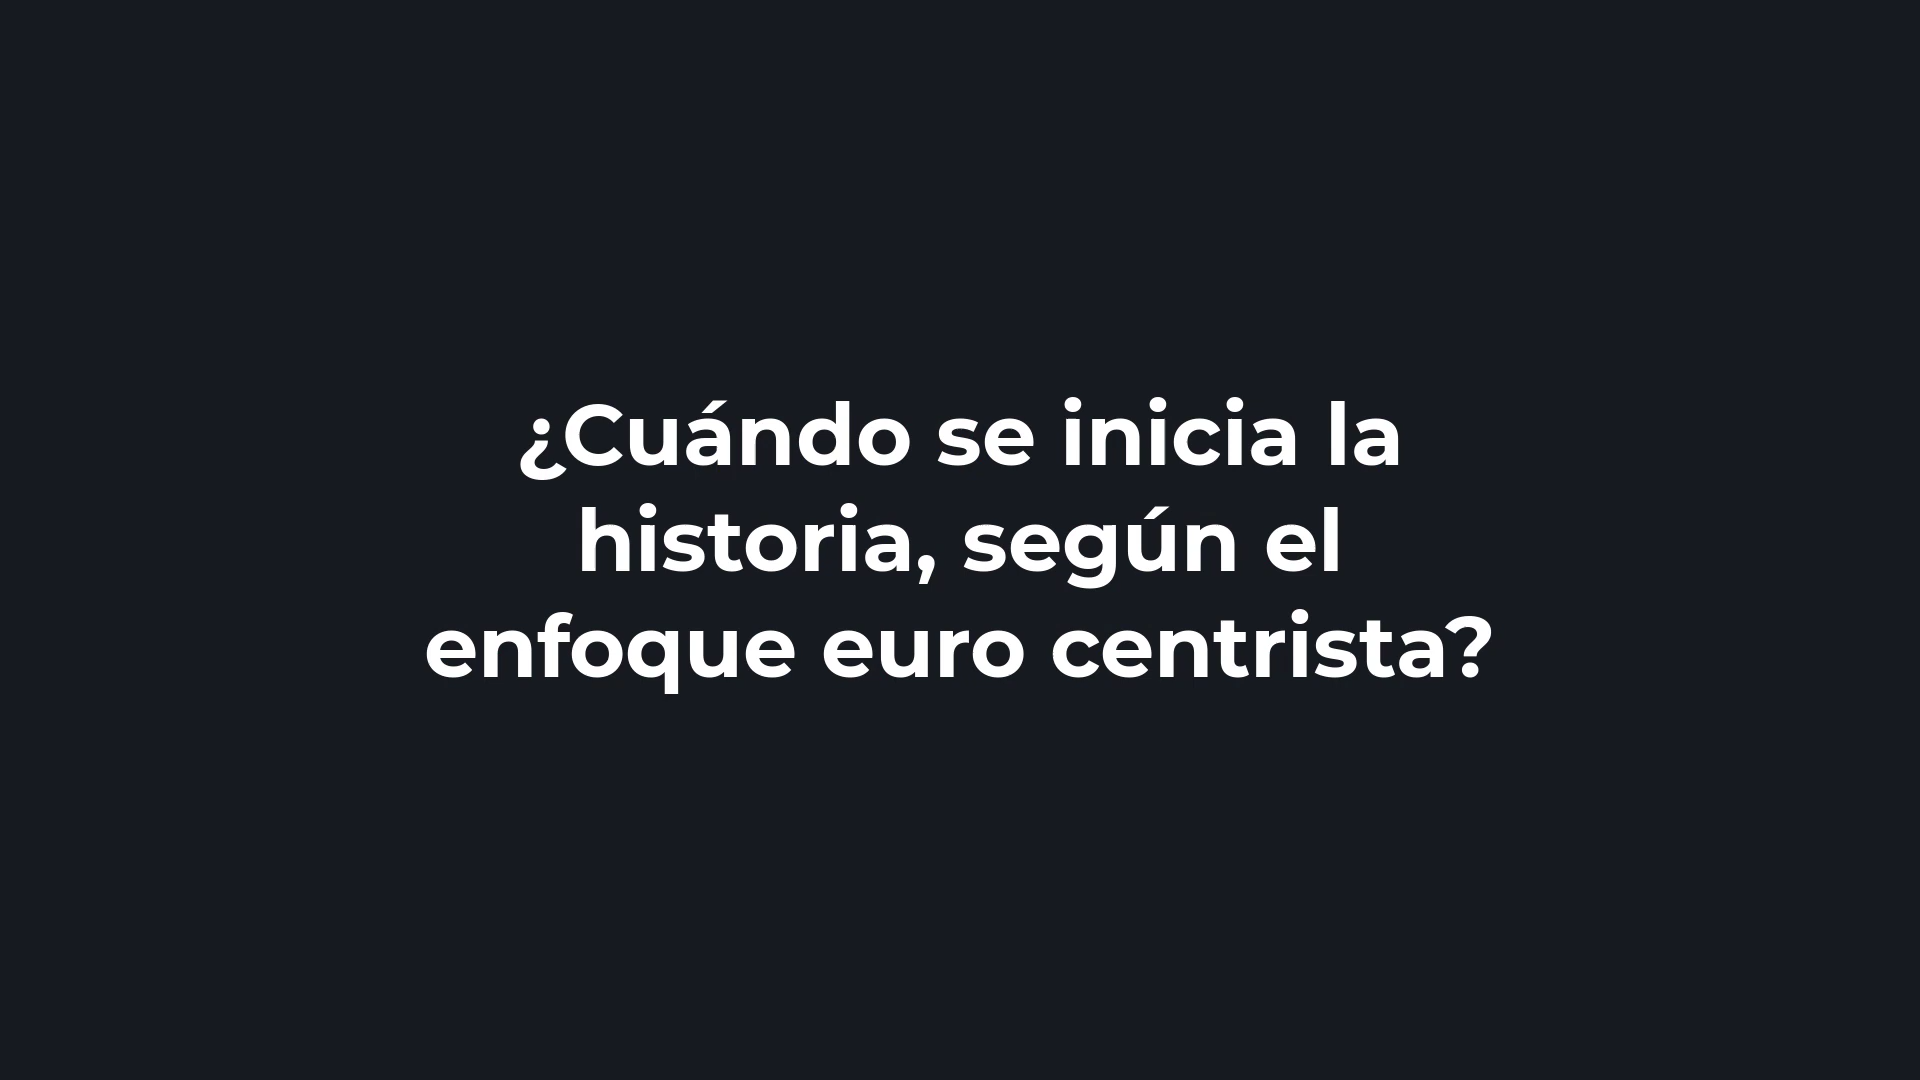 ¿Cuándo se inicia la
historia, según el
enfoque euro centrista?